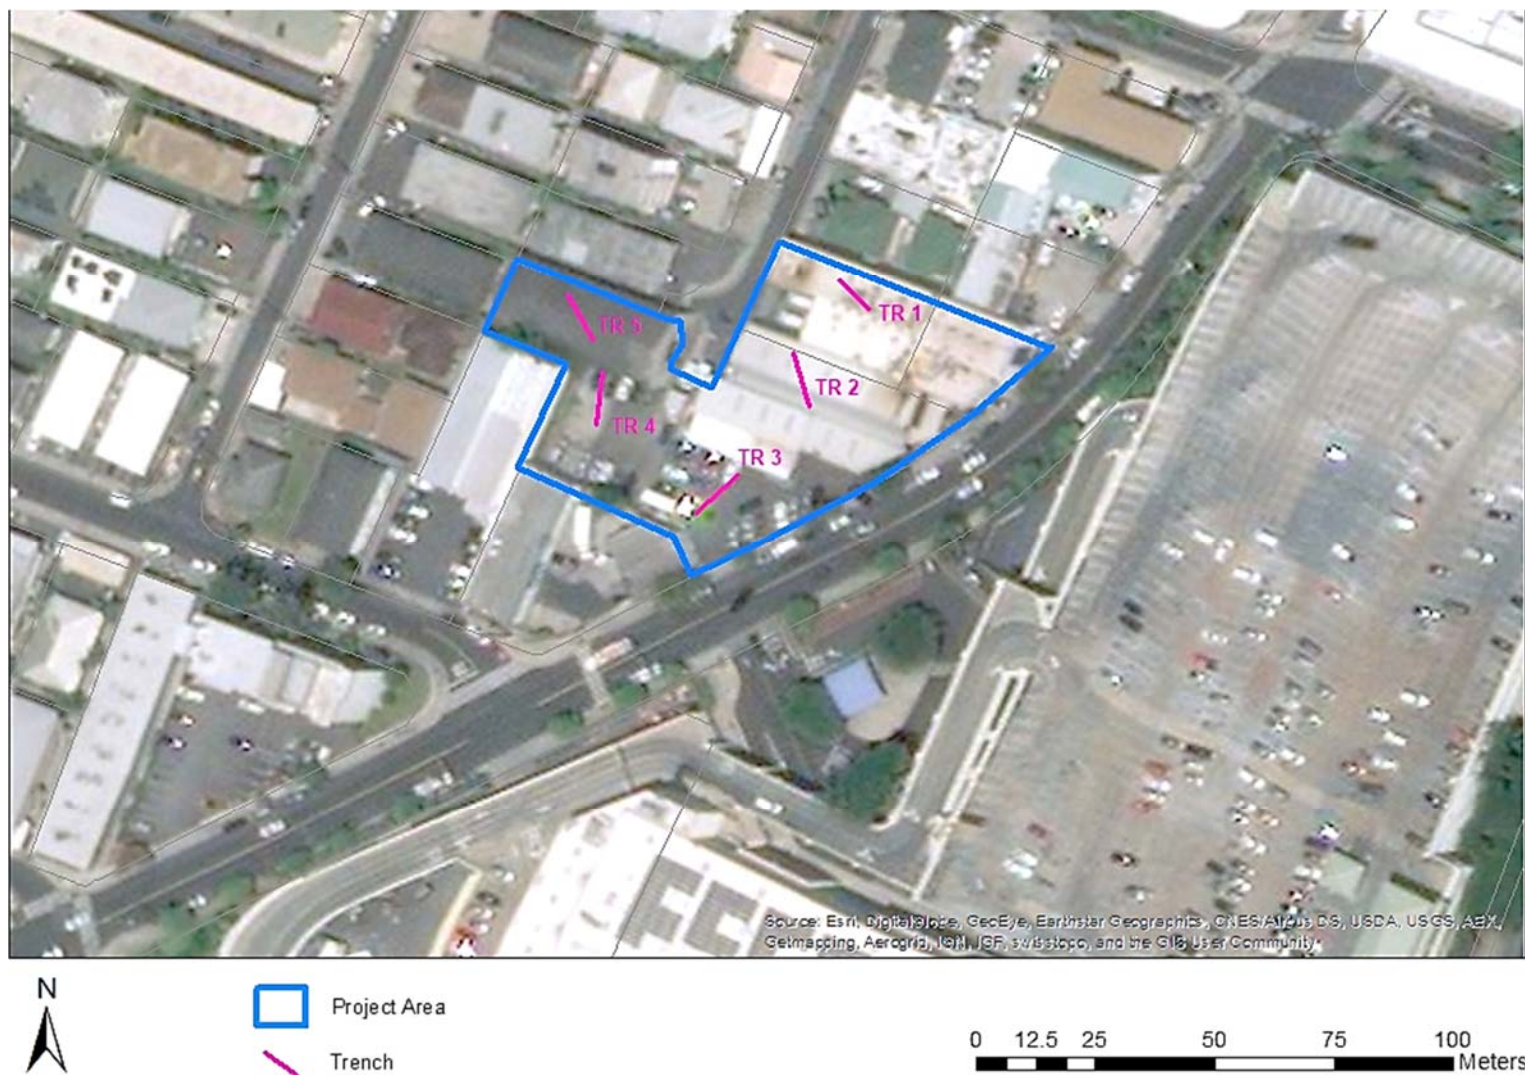 TR 1
TR 5
TR 2
TR 4
TR 3
Source: Esri, DigitalGlobe, GeoEye, Earthstar Geographics, CNES/Airbus DS, USDA, USGS, AEX,
Getmapping, Aerogrid, IGN, IGP, swisstopo, and the GIS User Community
N
Project Area
Trench
0 12.5 25 50 75 100
Meters